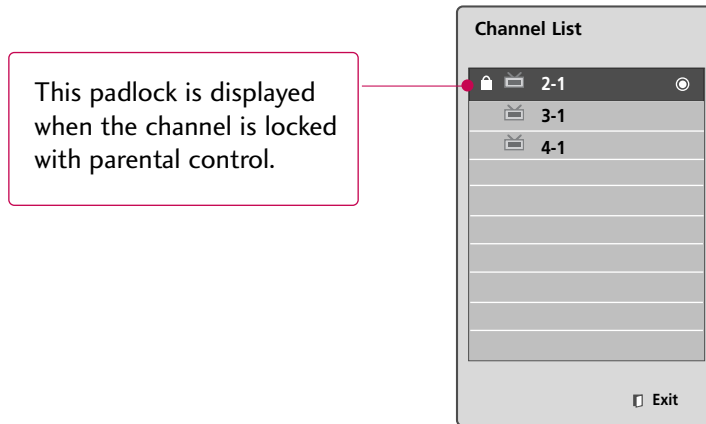 Channel List
This padlock is displayed
when the channel is locked
with parental control.
2-1
3-1
4-1
Exit